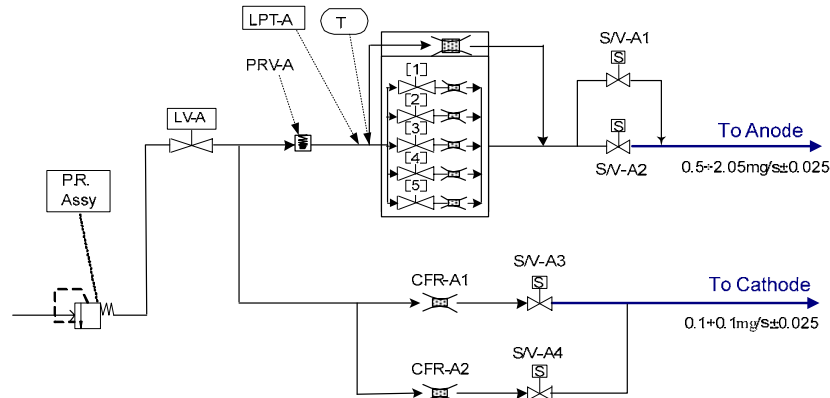 LPT-A
T
PRV-A
LV-A
P.R.
Assy
[1]
[2]
[3]
[4]
[5]
S/V-A1
S
S
S/V-A2
To Anode
0.5÷2.05mg/s±0.025
CFR-A1
S/V-A3
S
To Cathode
0.1+0.1mg/s±0.025
CFR-A2
S/V-A4
S